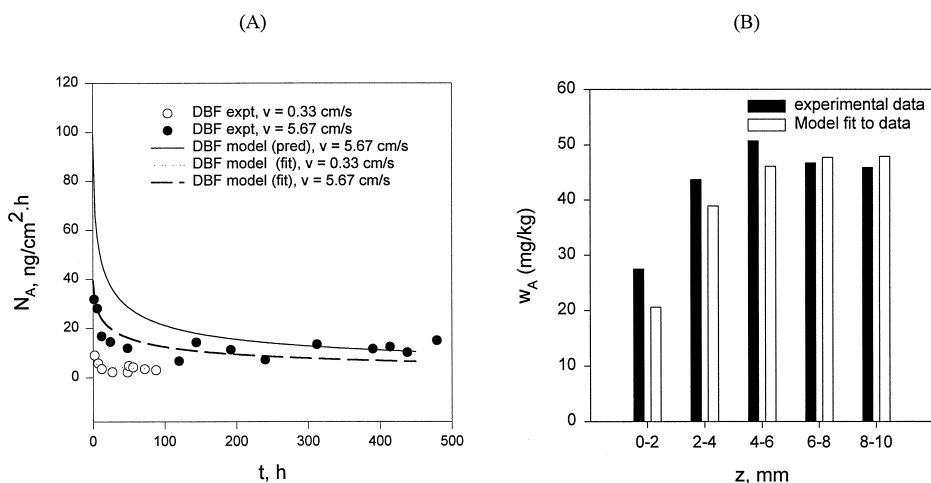 (A)
(B)
120
100
80
60
40
20
0
N_A, ng/cm².h
DBF expt, v = 0.33 cm/s
DBF expt, v = 5.67 cm/s
DBF model (pred), v = 5.67 cm/s
DBF model (fit), v = 0.33 cm/s
DBF model (fit), v = 5.67 cm/s
0 100 200 300 400 500
t, h
60
50
40
30
20
10
0
w_A (mg/kg)
experimental data
Model fit to data
0-2 2-4 4-6 6-8 8-10
z, mm